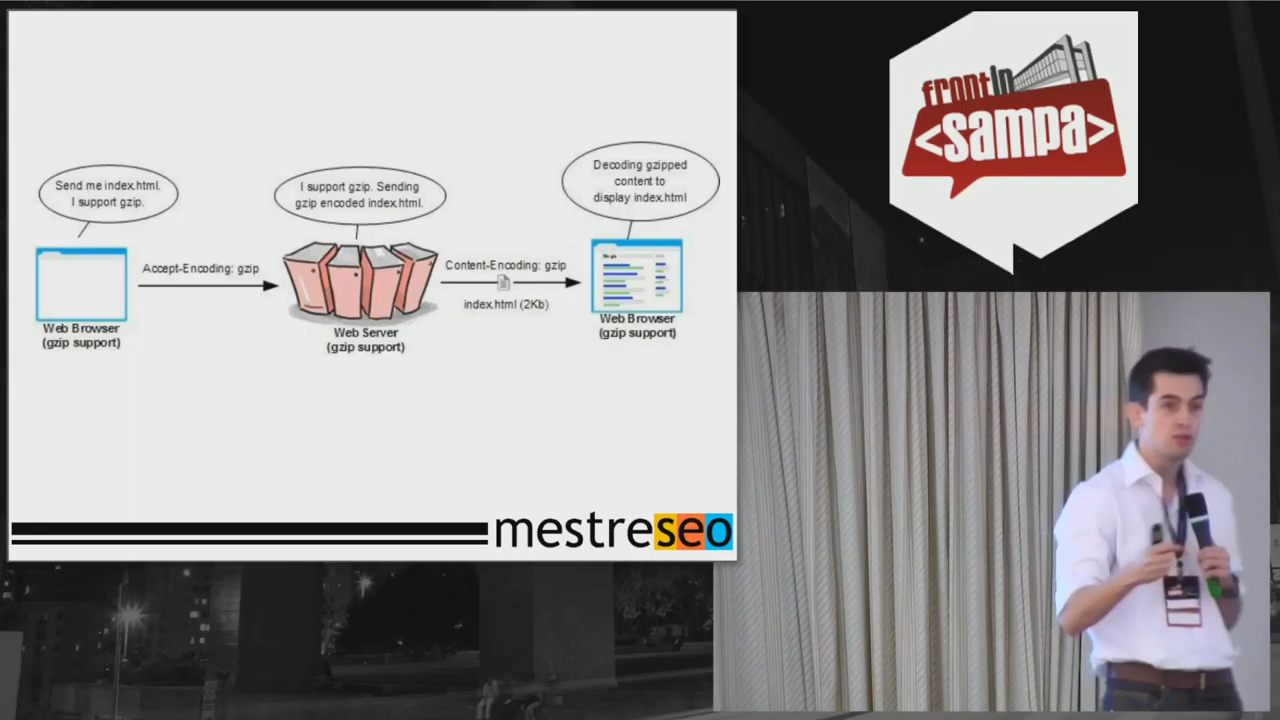 Send me index.html.
I support gzip.
I support gzip. Sending
gzip encoded index.html.
Decoding gzipped
content to
display index.html
Accept-Encoding: gzip
Content-Encoding: gzip
index.html (2Kb)
Web Browser
(gzip support)
Web Server
(gzip support)
Web Browser
(gzip support)
mestreseo
frontin
<sampa>